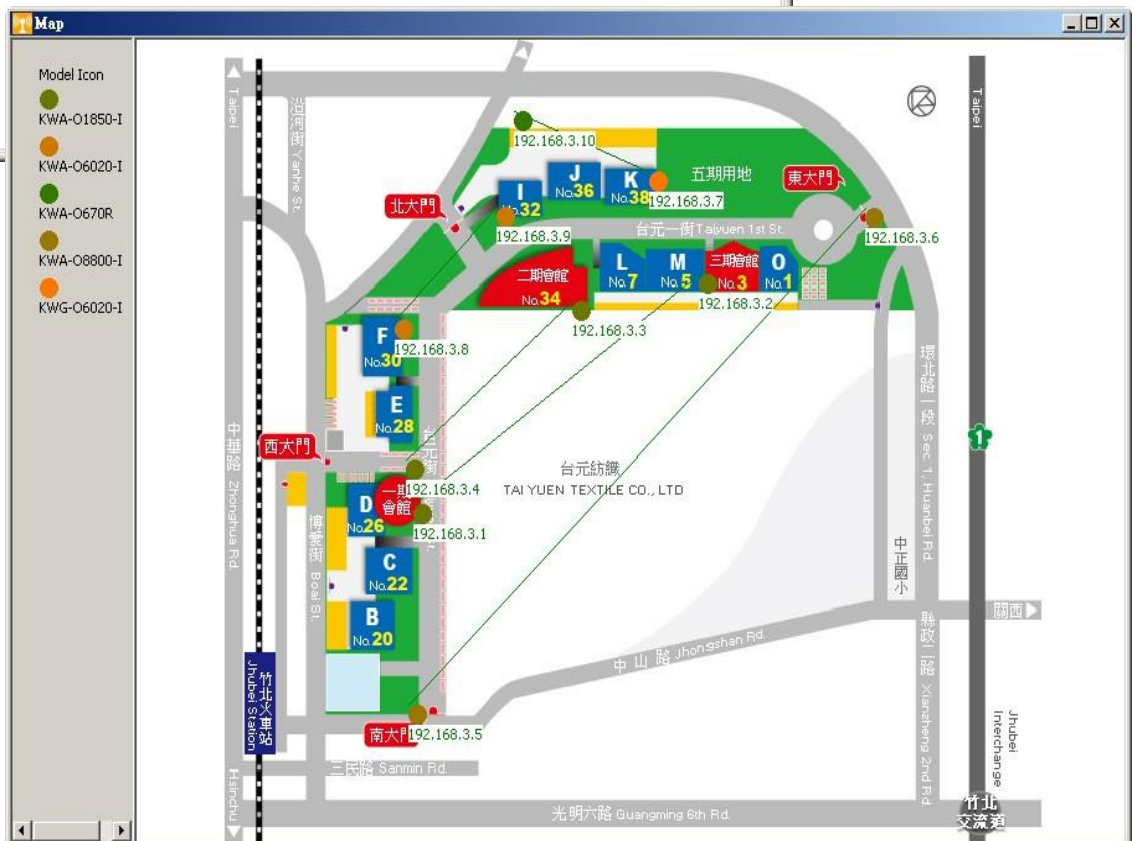 Map
Model Icon
KWA-O1850-I
KWA-O6020-I
KWA-O670R
KWA-O8800-I
KWG-O6020-I
Taipei
沿河街 Yanhe St.
Taipei
192.168.3.10
J
No.36
K
No.38
I
No.32
192.168.3.7
五期用地
東大門
北大門
192.168.3.9
台元一街 Taiyuen 1st St.
192.168.3.6
二期會館
No.34
L
No.7
M
No.5
三期會館
No.3
O
No.1
192.168.3.2
192.168.3.3
F
No.30
192.168.3.8
E
No.28
台元街
西大門
192.168.3.4
D
No.26
一期
會館
192.168.3.1
St.
C
No.22
B
No.20
台元紡織
TAI YUEN TEXTILE CO., LTD
環北路一段 Sec. 1, Huanbei Rd.
1
中華路 Zhonghua Rd.
博愛街 Boai St.
中正國小
關西
中山路 Jhongshan Rd.
縣政二路 Xianzheng 2nd Rd.
竹北火車站
Jhubei Station
南大門
192.168.3.5
三民路 Sanmin Rd.
Jhubei
Interchange
Hsinchu
光明六路 Guangming 6th Rd.
竹北
交流道